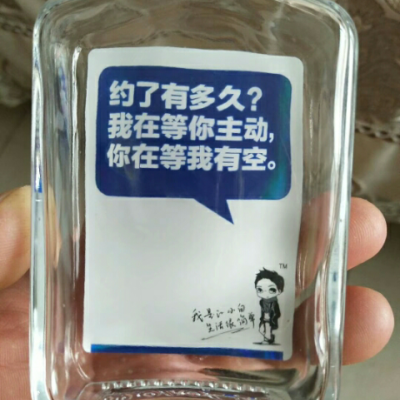 约了有多久?
我在等你主动,
你在等我有空。
TM
我是江小白
生活很简单